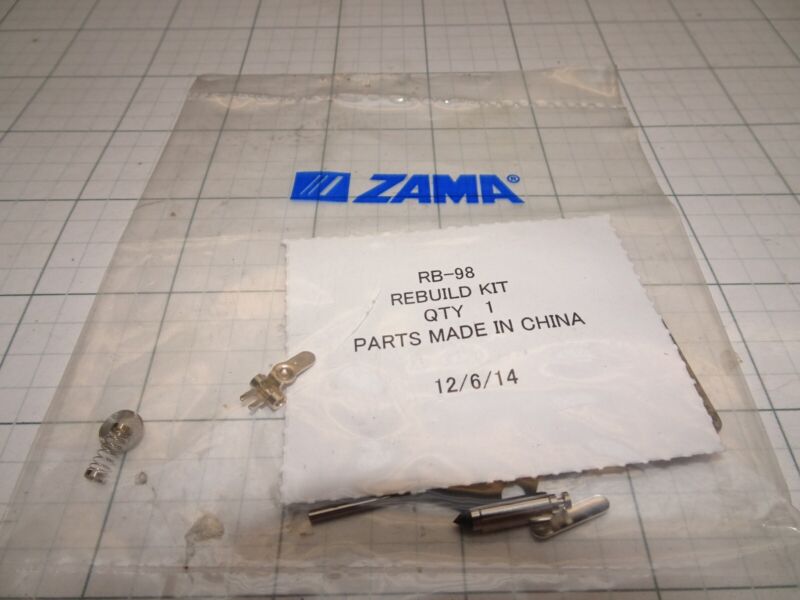 ZAMA®
RB-98
REBUILD KIT
QTY 1
PARTS MADE IN CHINA
12/6/14